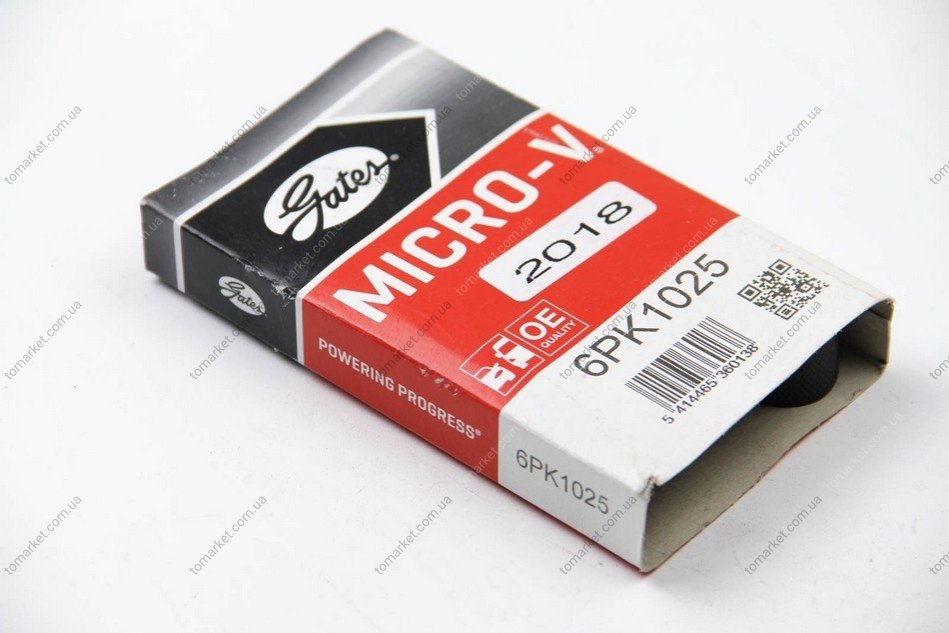 Gates®
MICRO-V®
2018
OE
QUALITY
6PK1025
5 414465 360138
Gates
POWERING PROGRESS®
6PK1025
tomarket.com.ua